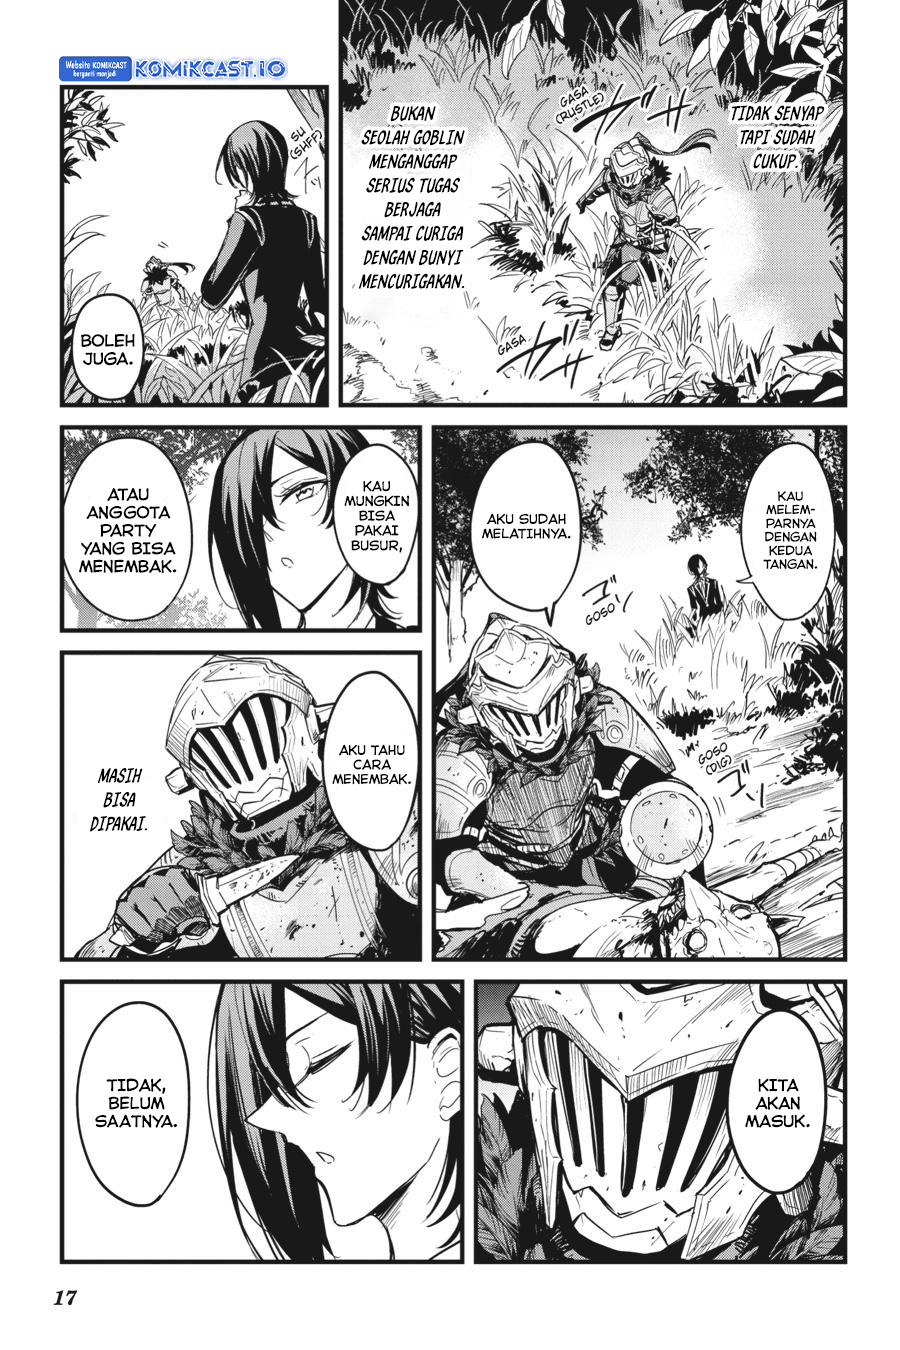 Website KOMIKCAST
berganti menjadi
KOMIKCAST.IO
TIDAK SENYAP
TAPI SUDAH
CUKUP.
GASA
(RUSTLE)
BUKAN
SEOLAH GOBLIN
MENGANGGAP
SERIUS TUGAS
BERJAGA
SAMPAI CURIGA
DENGAN BUNYI
MENCURIGAKAN.
GASA.
SU
(SHFF)
BOLEH
JUGA.
KAU
MELEM-
PARNYA
DENGAN
KEDUA
TANGAN.
AKU SUDAH
MELATIHNYA.
GOSO
GOSO
(DIG)
KAU
MUNGKIN
BISA
PAKAI
BUSUR,
ATAU
ANGGOTA
PARTY
YANG BISA
MENEMBAK.
AKU TAHU
CARA
MENEMBAK.
MASIH
BISA
DIPAKAI.
KITA
AKAN
MASUK.
TIDAK,
BELUM
SAATNYA.
17